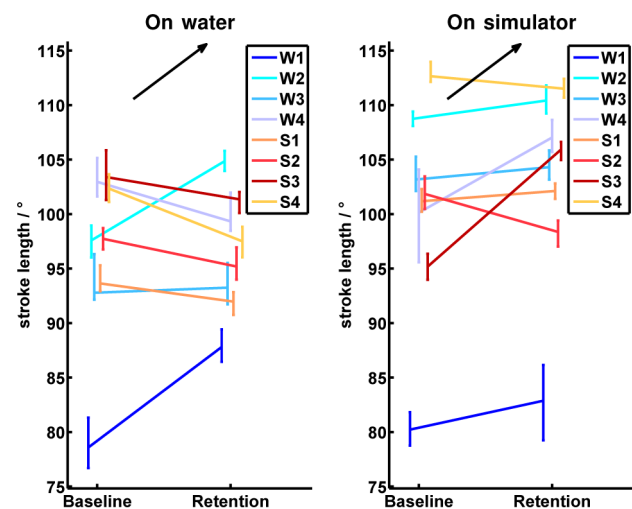 On water
115
110
105
100
95
90
85
80
75
stroke length / °
Baseline
Retention
W1
W2
W3
W4
S1
S2
S3
S4
On simulator
115
110
105
100
95
90
85
80
75
stroke length / °
Baseline
Retention
W1
W2
W3
W4
S1
S2
S3
S4